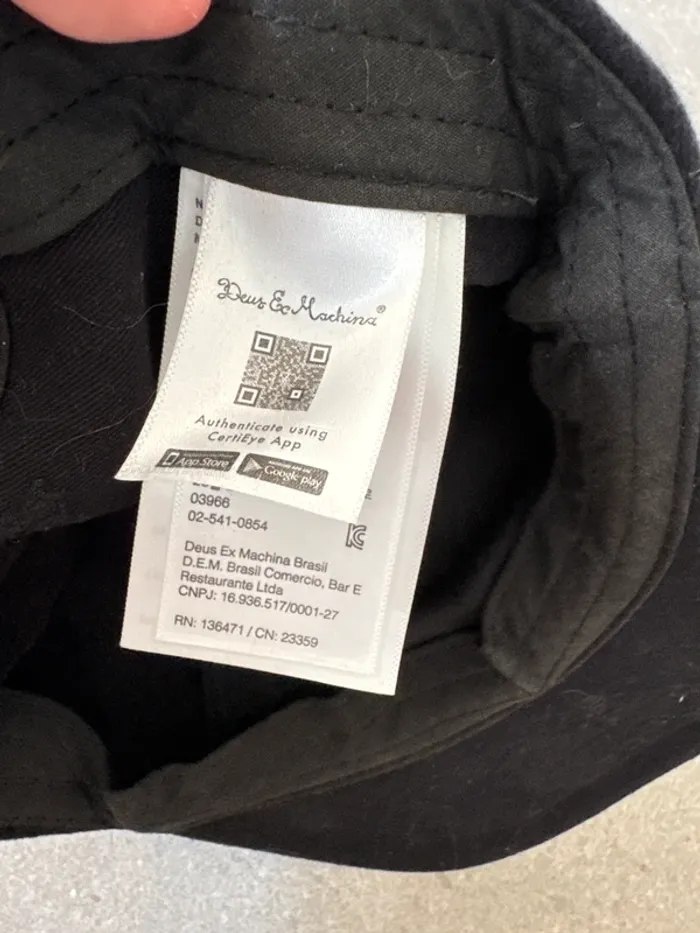 Deus Ex Machina®
Authenticate using
CertiEye App
App Store
Google play
03966
02-541-0854
Deus Ex Machina Brasil
D.E.M. Brasil Comercio, Bar E
Restaurante Ltda
CNPJ: 16.936.517/0001-27
RN: 136471 / CN: 23359